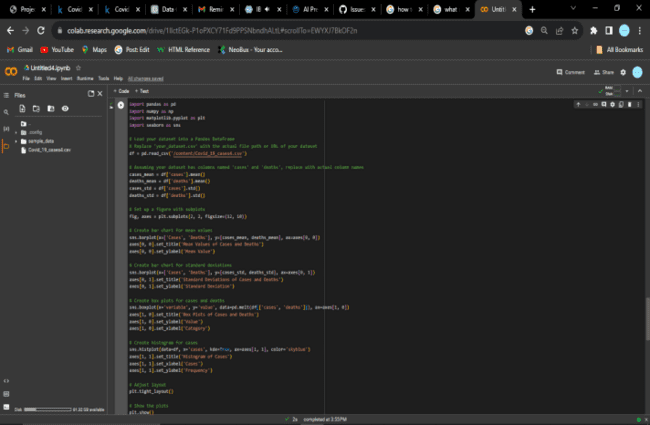 Proje
Covid
Covid
Data
Remi
AI Pr
Issue
how
what
Untit
colab.research.google.com/drive/
Gmail
YouTube
Maps
Post: Edit
HTML Reference
NeoBux - Your acco...
All Bookmarks
Untitled4.ipynb
File Edit View Insert Runtime Tools Help All changes saved
Comment
Share
Files
+ Code + Text
RAM
Disk
..
.config
sample_data
Covid_19_cases4.csv
import pandas as pd
import numpy as np
import matplotlib.pyplot as plt
import seaborn as sns
# Load your dataset into a Pandas DataFrame
# Replace 'your_dataset.csv' with the actual file path or URL of your dataset
df = pd.read_csv('/content/Covid_19_cases4.csv')
# Assuming your dataset has columns named 'cases' and 'deaths', replace with actual column names
cases_mean = df['cases'].mean()
deaths_mean = df['deaths'].mean()
cases_std = df['cases'].std()
deaths_std = df['deaths'].std()
# Set up a figure with subplots
fig, axes = plt.subplots(2, 2, figsize=(12, 10))
# Create bar chart for mean values
sns.barplot(x=['Cases', 'Deaths'], y=[cases_mean, deaths_mean], ax=axes[0, 0])
axes[0, 0].set_title('Mean Values of Cases and Deaths')
axes[0, 0].set_ylabel('Mean Value')
# Create bar chart for standard deviations
sns.barplot(x=['Cases', 'Deaths'], y=[cases_std, deaths_std], ax=axes[0, 1])
axes[0, 1].set_title('Standard Deviations of Cases and Deaths')
axes[0, 1].set_ylabel('Standard Deviation')
# Create box plots for cases and deaths
sns.boxplot(x='variable', y='value', data=pd.melt(df[['cases', 'deaths']]), ax=axes[1, 0])
axes[1, 0].set_title('Box Plots of Cases and Deaths')
axes[1, 0].set_ylabel('Value')
axes[1, 0].set_xlabel('Category')
# Create histogram for cases
sns.histplot(data=df, x='cases', kde=True, ax=axes[1, 1], color='skyblue')
axes[1, 1].set_title('Histogram of Cases')
axes[1, 1].set_xlabel('Cases')
axes[1, 1].set_ylabel('Frequency')
# Adjust layout
plt.tight_layout()
# Show the plots
plt.show()
Disk
available
completed at 3:33PM